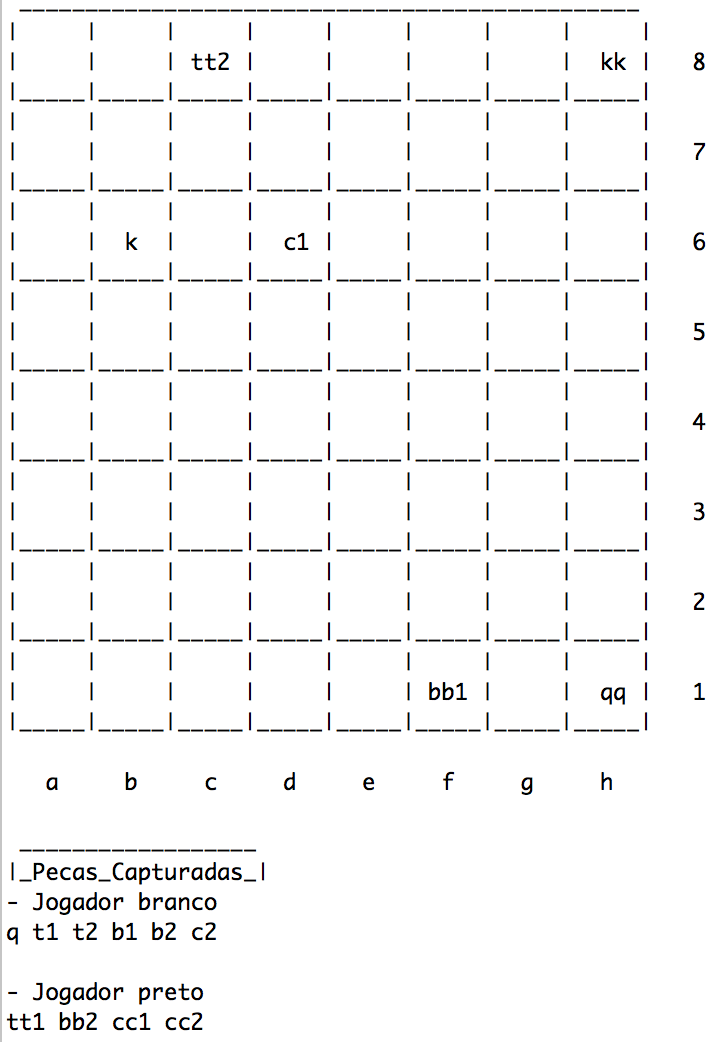 tt2 kk 8
7
k c1 6
5
4
3
2
bb1 qq 1
a b c d e f g h
|_Pecas_Capturadas_|
- Jogador branco
q t1 t2 b1 b2 c2
- Jogador preto
tt1 bb2 cc1 cc2